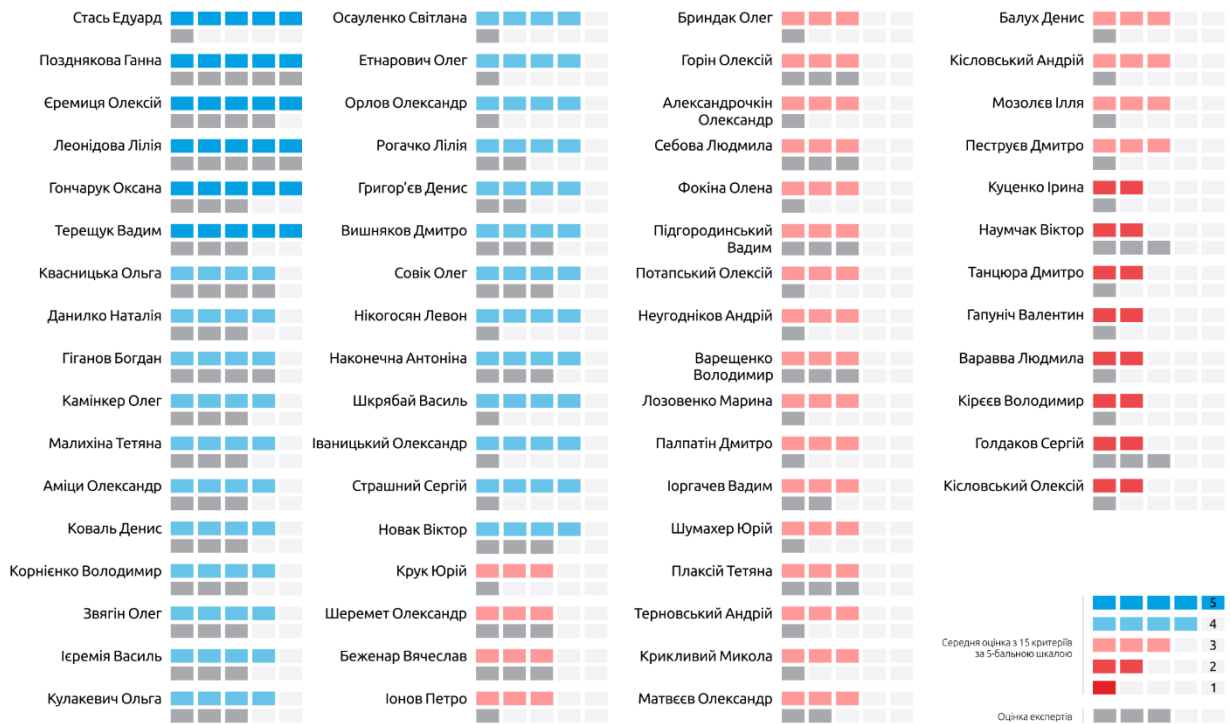 Стась Едуард
Позднякова Ганна
Єремиця Олексій
Леонідова Лілія
Гончарук Оксана
Терещук Вадим
Квасницька Ольга
Данилко Наталія
Гіганов Богдан
Камінкер Олег
Малихіна Тетяна
Аміци Олександр
Коваль Денис
Корнієнко Володимир
Звягін Олег
Ієремія Василь
Кулакевич Ольга
Осауленко Світлана
Етнарович Олег
Орлов Олександр
Рогачко Лілія
Григор’єв Денис
Вишняков Дмитро
Совік Олег
Нікогосян Левон
Наконечна Антоніна
Шкрябай Василь
Іваницький Олександр
Страшний Сергій
Новак Віктор
Крук Юрій
Шеремет Олександр
Беженар Вячеслав
Іонов Петро
Бриндак Олег
Горін Олексій
Александрочкін
Олександр
Себова Людмила
Фокіна Олена
Підгородинський
Вадим
Потапський Олексій
Неугодніков Андрій
Варещенко
Володимир
Лозовенко Марина
Палпатін Дмитро
Іоргачев Вадим
Шумахер Юрій
Плаксій Тетяна
Терновський Андрій
Крикливий Микола
Матвєєв Олександр
Балух Денис
Кісловський Андрій
Мозолєв Ілля
Пеструєв Дмитро
Куценко Ірина
Наумчак Віктор
Танцюра Дмитро
Гапуніч Валентин
Варавва Людмила
Кірєєв Володимир
Голдаков Сергій
Кісловський Олексій
Середня оцінка з 15 критеріїв
за 5-бальною шкалою
5
4
3
2
1
Оцінка експертів